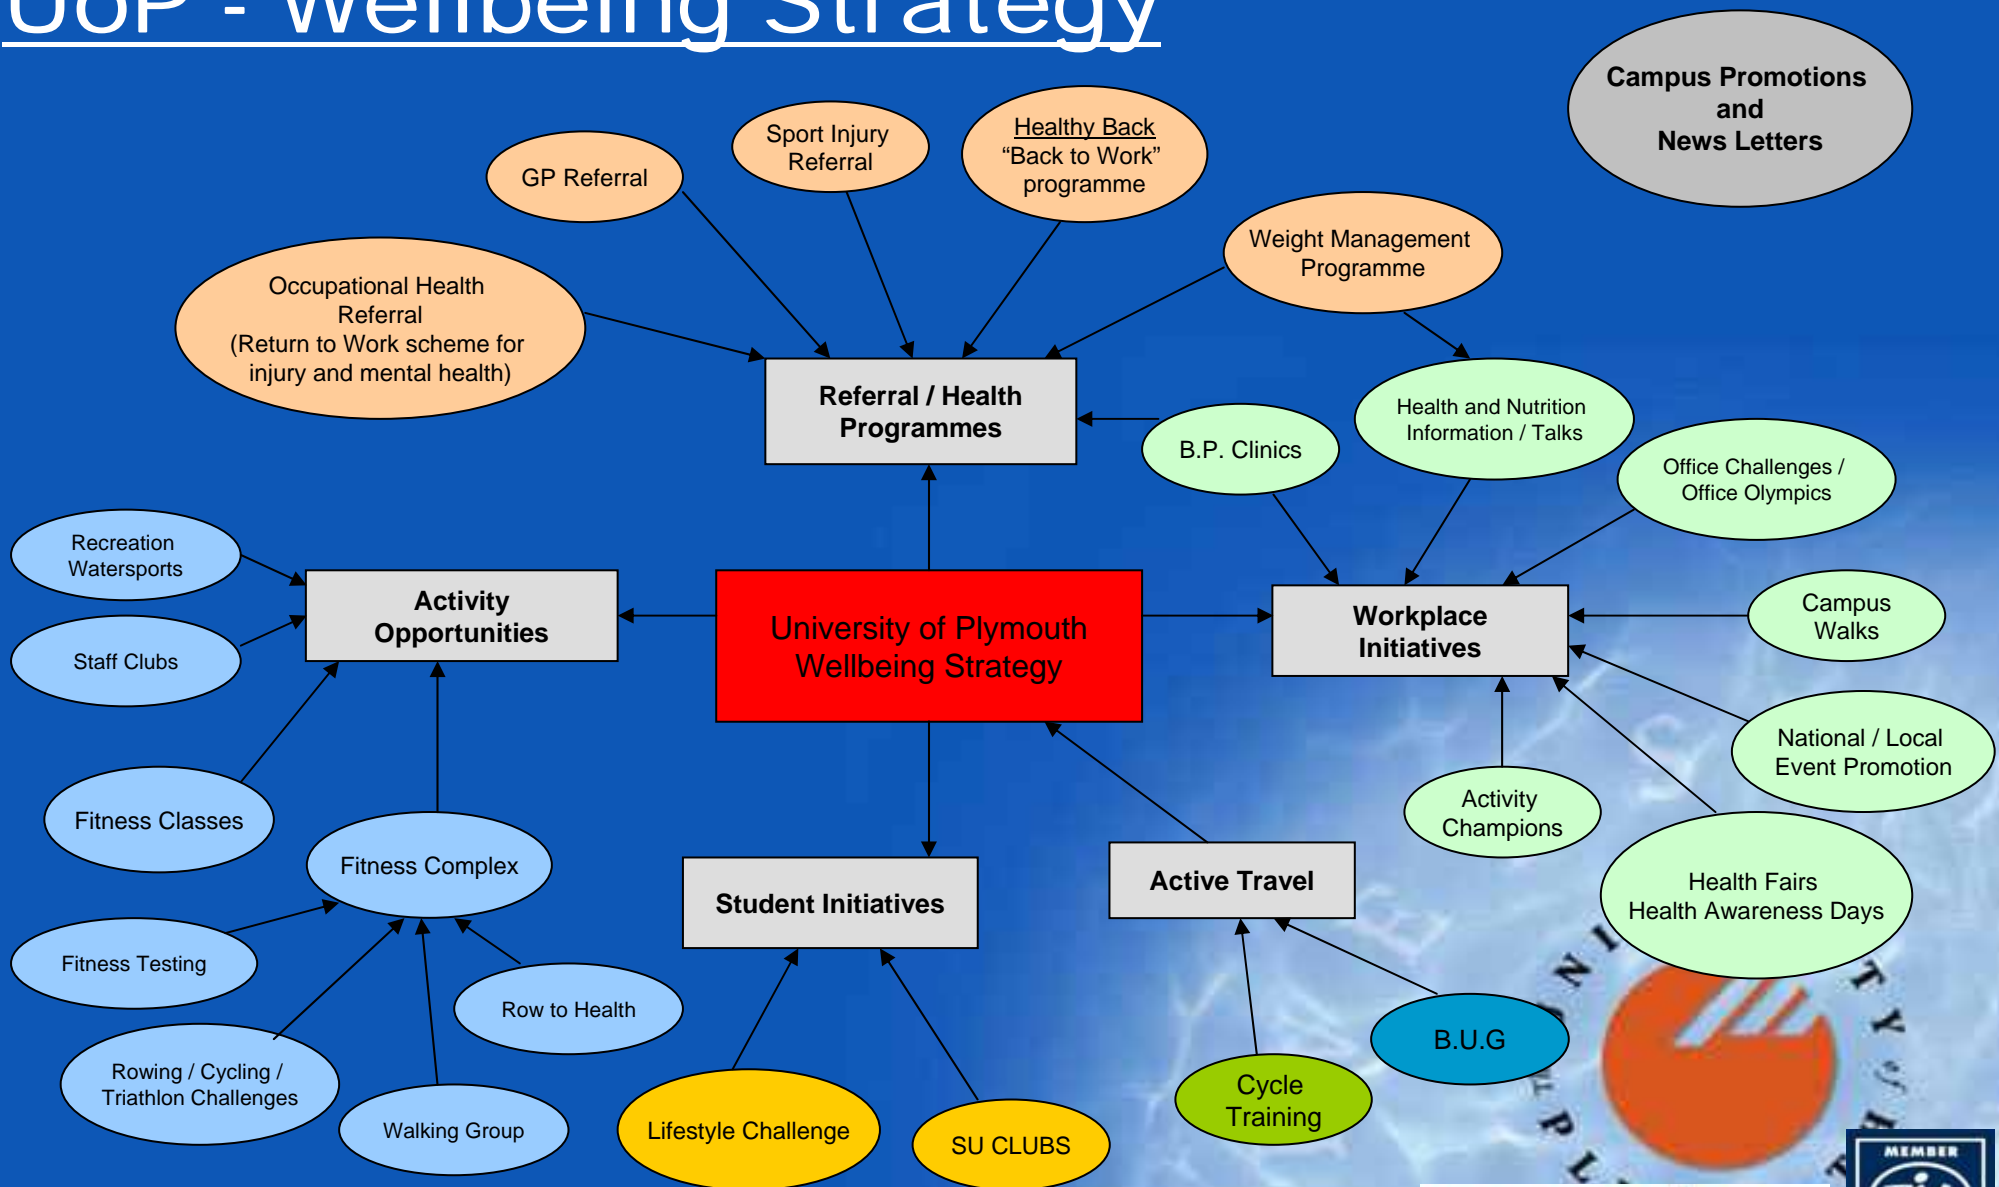 UoP - Wellbeing Strategy
Campus Promotions
and
News Letters
Healthy Back
"Back to Work"
programme
Sport Injury
Referral
GP Referral
Weight Management
Programme
Occupational Health
Referral
(Return to Work scheme for
injury and mental health)
Referral / Health
Programmes
Health and Nutrition
Information / Talks
B.P. Clinics
Office Challenges /
Office Olympics
Recreation
Watersports
Activity
Opportunities
University of Plymouth
Wellbeing Strategy
Workplace
Initiatives
Campus
Walks
Staff Clubs
National / Local
Event Promotion
Fitness Classes
Activity
Champions
Fitness Complex
Student Initiatives
Active Travel
Health Fairs
Health Awareness Days
Fitness Testing
Row to Health
B.U.G
Rowing / Cycling /
Triathlon Challenges
Walking Group
Lifestyle Challenge
SU CLUBS
Cycle
Training
MEMBER